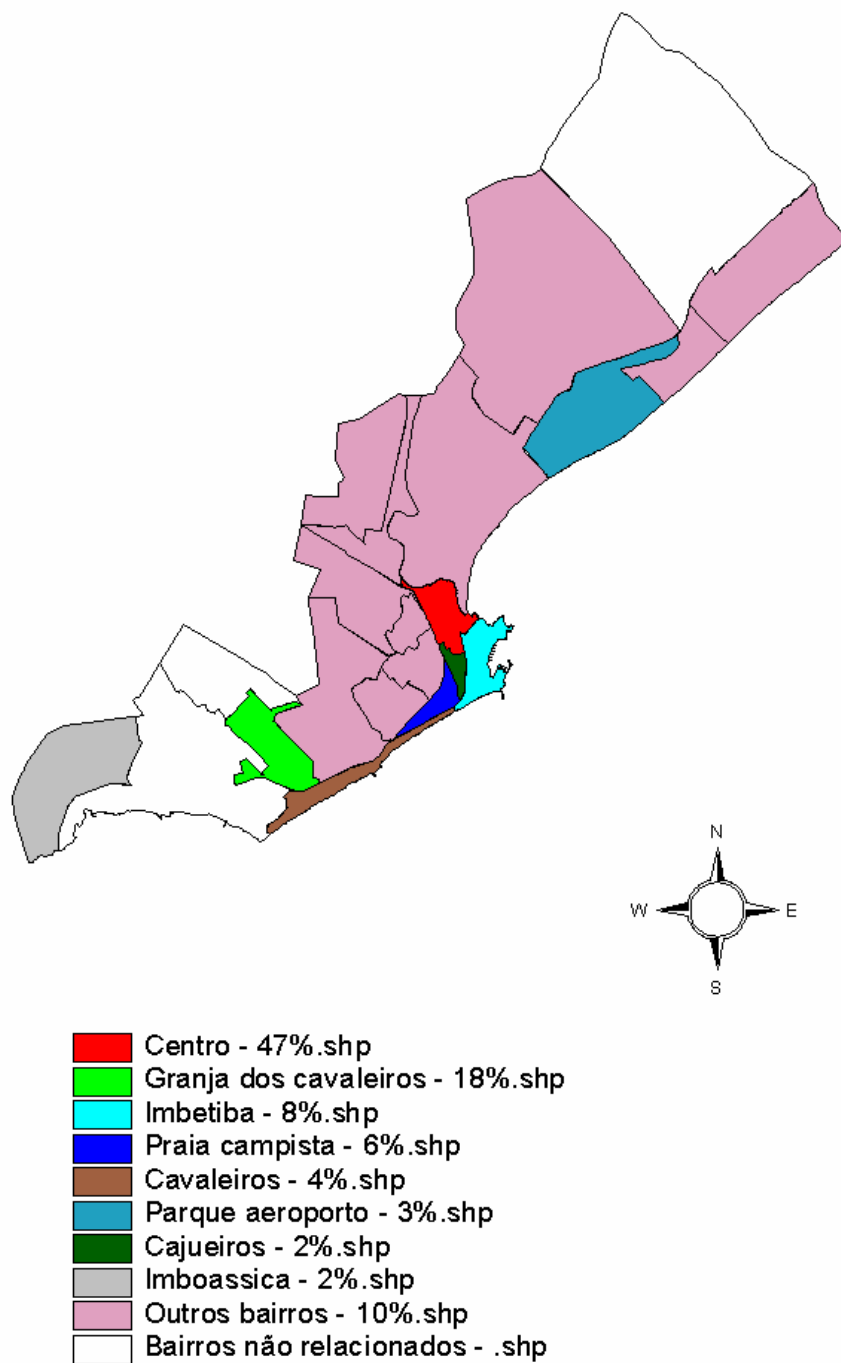 N
W E
S
Centro - 47%.shp
Granja dos cavaleiros - 18%.shp
Imbetiba - 8%.shp
Praia campista - 6%.shp
Cavaleiros - 4%.shp
Parque aeroporto - 3%.shp
Cajueiros - 2%.shp
Imboassica - 2%.shp
Outros bairros - 10%.shp
Bairros não relacionados - .shp